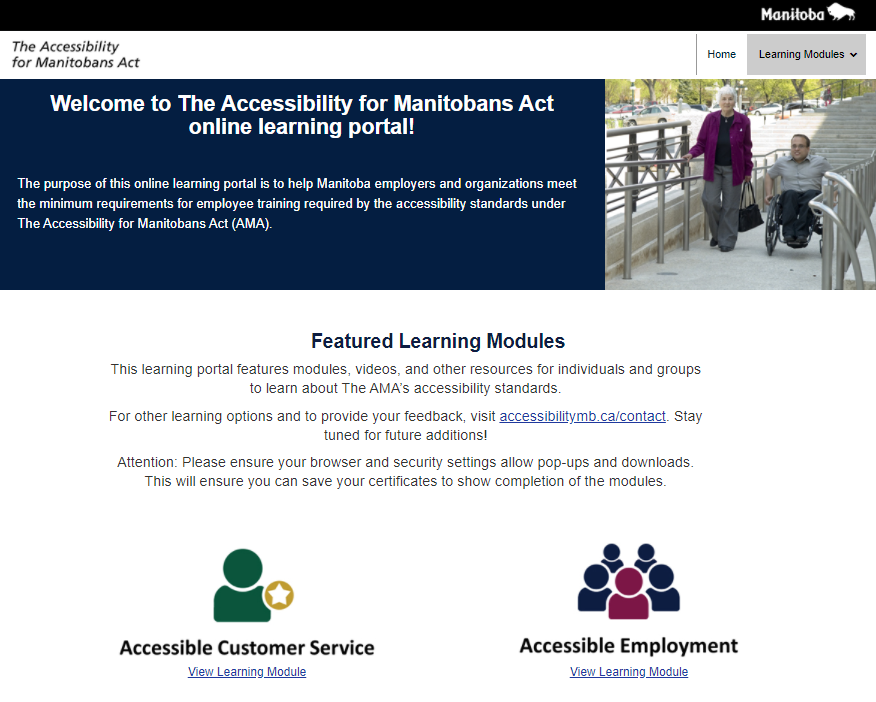 Manitoba
The Accessibility
for Manitobans Act
Home
Learning Modules
Welcome to The Accessibility for Manitobans Act
online learning portal!
The purpose of this online learning portal is to help Manitoba employers and organizations meet
the minimum requirements for employee training required by the accessibility standards under
The Accessibility for Manitobans Act (AMA).
Featured Learning Modules
This learning portal features modules, videos, and other resources for individuals and groups
to learn about The AMA’s accessibility standards.
For other learning options and to provide your feedback, visit accessibilitymb.ca/contact. Stay
tuned for future additions!
Attention: Please ensure your browser and security settings allow pop-ups and downloads.
This will ensure you can save your certificates to show completion of the modules.
Accessible Customer Service
View Learning Module
Accessible Employment
View Learning Module